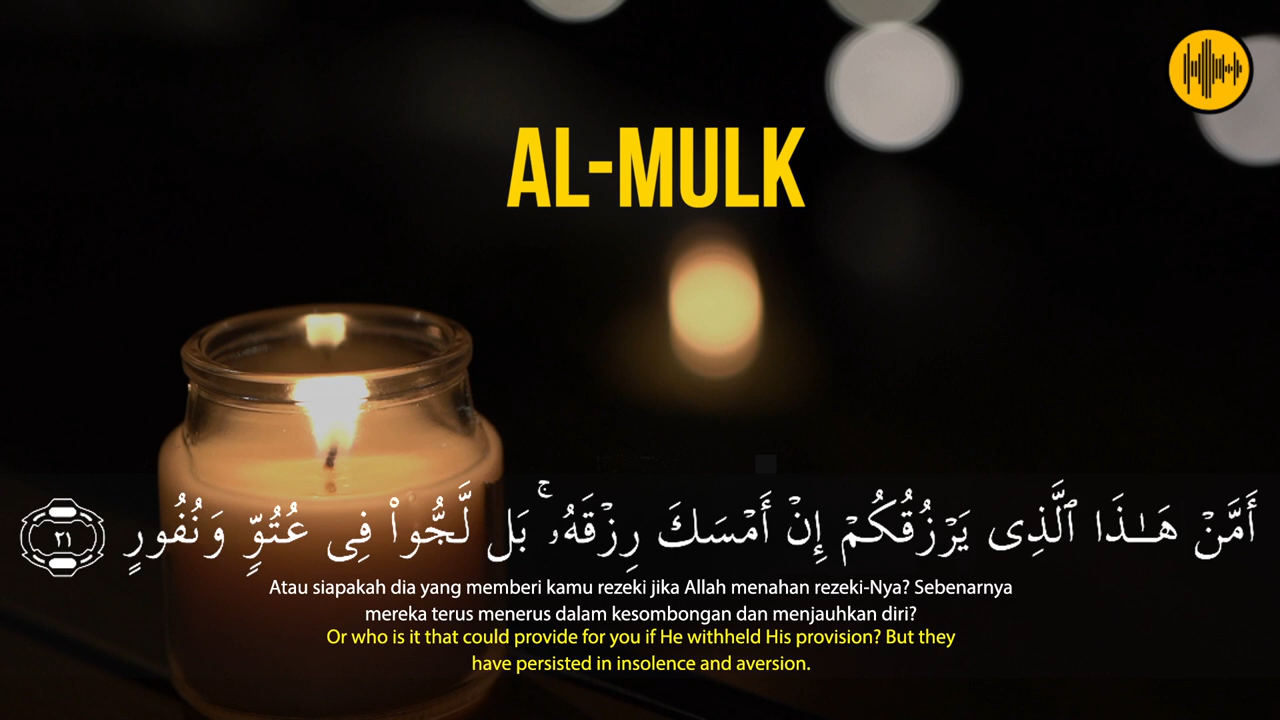 AL-MULK
أَمَّنْ هَـٰذَا ٱلَّذِى يَرْزُقُكُمْ إِنْ أَمْسَكَ رِزْقَهُۥ ۚ بَل لَّجُّوا۟ فِى عُتُوٍّ وَنُفُورٍ ٢١
Atau siapakah dia yang memberi kamu rezeki jika Allah menahan rezeki-Nya? Sebenarnya
mereka terus menerus dalam kesombongan dan menjauhkan diri?
Or who is it that could provide for you if He withheld His provision? But they
have persisted in insolence and aversion.